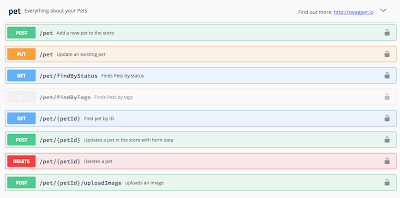 pet Everything about your Pets Find out more: http://swagger.io
POST /pet Add a new pet to the store
PUT /pet Update an existing pet
GET /pet/findByStatus Finds Pets by status
GET /pet/findByTags Finds Pets by tags
GET /pet/{petId} Find pet by ID
POST /pet/{petId} Updates a pet in the store with form data
DELETE /pet/{petId} Deletes a pet
POST /pet/{petId}/uploadImage uploads an image